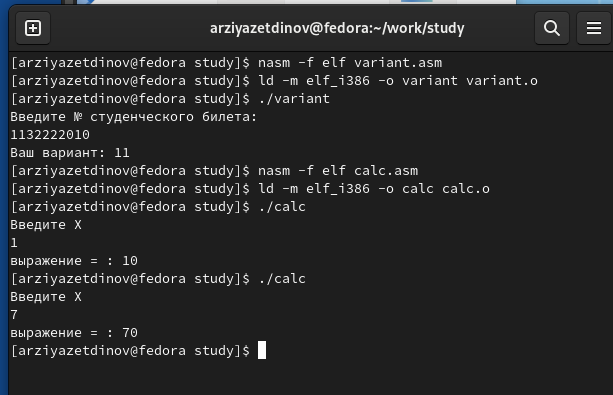 arziyazetdinov@fedora:~/work/study
[arziyazetdinov@fedora study]$ nasm -f elf variant.asm
[arziyazetdinov@fedora study]$ ld -m elf_i386 -o variant variant.o
[arziyazetdinov@fedora study]$ ./variant
Введите № студенческого билета:
1132222010
Ваш вариант: 11
[arziyazetdinov@fedora study]$ nasm -f elf calc.asm
[arziyazetdinov@fedora study]$ ld -m elf_i386 -o calc calc.o
[arziyazetdinov@fedora study]$ ./calc
Введите X
1
выражение = : 10
[arziyazetdinov@fedora study]$ ./calc
Введите X
7
выражение = : 70
[arziyazetdinov@fedora study]$